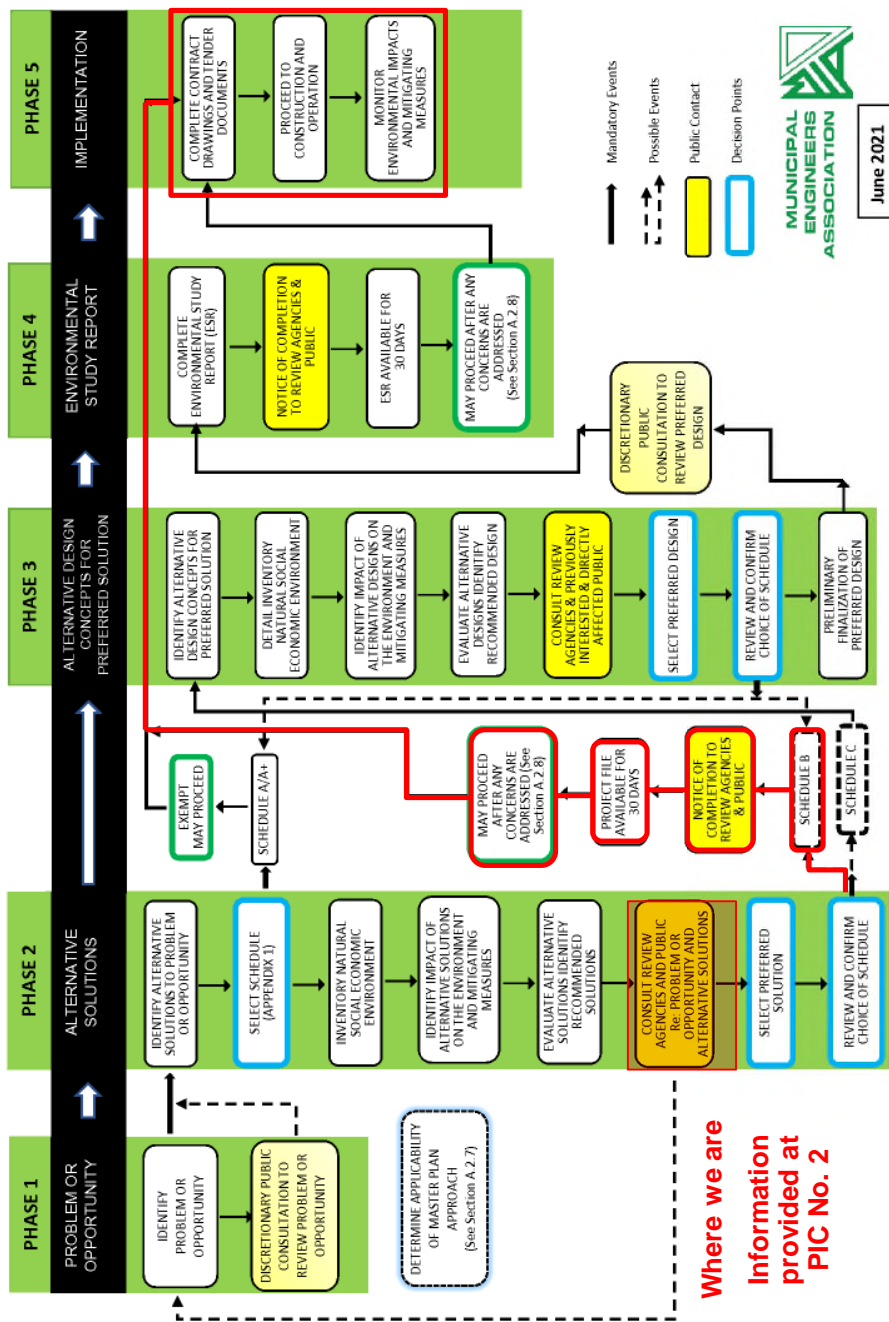 PHASE 1
PROBLEM OR
OPPORTUNITY
IDENTIFY
PROBLEM OR
OPPORTUNITY
DISCRETIONARY PUBLIC
CONSULTATION TO
REVIEW PROBLEM OR
OPPORTUNITY
DETERMINE APPLICABILITY
OF MASTER PLAN
APPROACH
(See Section A.2.7)
Where we are
Information
provided at
PIC No. 2
PHASE 2
ALTERNATIVE
SOLUTIONS
IDENTIFY ALTERNATIVE
SOLUTIONS TO PROBLEM
OR OPPORTUNITY
SELECT SCHEDULE
(APPENDIX 1)
INVENTORY NATURAL
SOCIAL ECONOMIC
ENVIRONMENT
IDENTIFY IMPACT OF
ALTERNATIVE SOLUTIONS
ON THE ENVIRONMENT
AND MITIGATING
MEASURES
EVALUATE ALTERNATIVE
SOLUTIONS IDENITIFY
RECOMMENDED
SOLUTIONS
CONSULT REVIEW
AGENCIES AND PUBLIC
Re: PROBLEM OR
OPPORTUNITY AND
ALTERNATIVE SOLUTIONS
SELECT PREFERRED
SOLUTION
REVIEW AND CONFIRM
CHOICE OF SCHEDULE
EXEMPT
MAY PROCEED
SCHEDULE A/A+
MAY PROCEED
AFTER ANY
CONCERNS ARE
ADDRESSED (See
Section A.2.8)
PROJECT FILE
AVAILABLE FOR
30 DAYS
NOTICE OF
COMPLETION TO
REVIEW AGENCIES
& PUBLIC
SCHEDULE B
SCHEDULE C
PHASE 3
ALTERNATIVE DESIGN
CONCEPTS FOR
PREFERRED SOLUTION
IDENTIFY ALTERNATIVE
DESIGN CONCEPTS FOR
PREFERRED SOLUTION
DETAIL INVENTORY
NATURAL SOCIAL
ECONOMIC ENVIRONMENT
IDENTIFY IMPACT OF
ALTERNATIVE DESIGNS ON
THE ENVIRONMENT AND
MITIGATING MEASURES
EVALUATE ALTERNATIVE
DESIGNS IDENTIFY
RECOMMENDED DESIGN
CONSULT REVIEW
AGENCIES & PREVIOUSLY
INTERESTED & DIRECTLY
AFFECTED PUBLIC
SELECT PREFERRED DESIGN
REVIEW AND CONFIRM
CHOICE OF SCHEDULE
PRELIMINARY
FINALIZATION OF
PREFERRED DESIGN
DISCRETIONARY
PUBLIC
CONSULTATION TO
REVIEW PREFERRED
DESIGN
PHASE 4
ENVIRONMENTAL
STUDY REPORT
COMPLETE
ENVIRONMENTAL STUDY
REPORT (ESR)
NOTICE OF COMPLETION
TO REVIEW AGENCIES &
PUBLIC
ESR AVAILABLE FOR
30 DAYS
MAY PROCEED AFTER ANY
CONCERNS ARE
ADDRESSED
(See Section A.2.8)
PHASE 5
IMPLEMENTATION
COMPLETE CONTRACT
DRAWINGS AND TENDER
DOCUMENTS
PROCEED TO
CONSTRUCTION AND
OPERATION
MONITOR
ENVIRONMENTAL IMPACTS
AND MITIGATING
MEASURES
Mandatory Events
Possible Events
Public Contact
Decision Points
MUNICIPAL
ENGINEERS
ASSOCIATION
June 2021